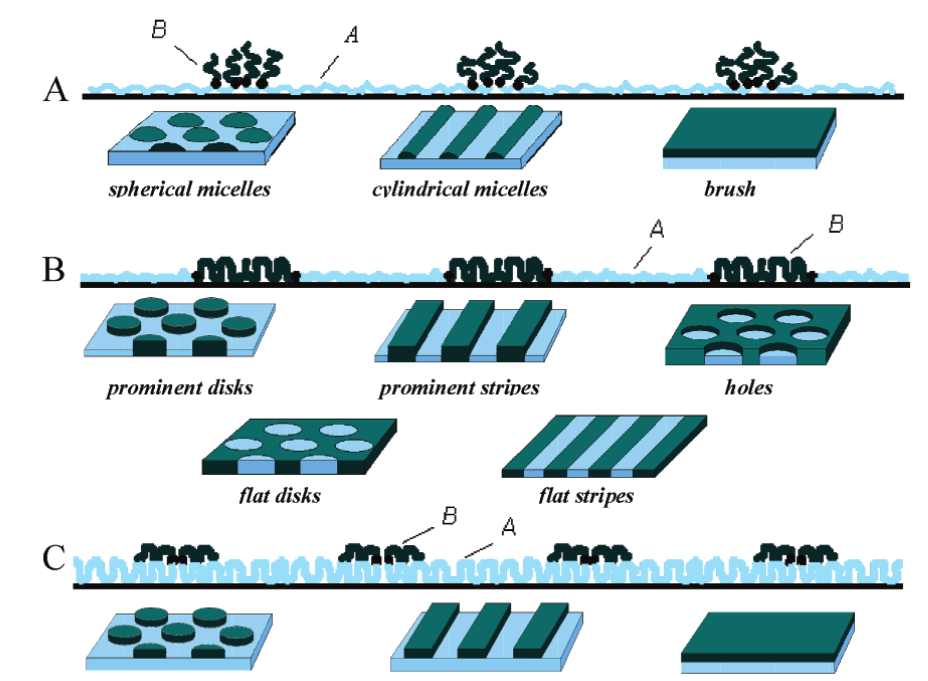 B A
A
spherical micelles cylindrical micelles brush
A B
B
prominent disks prominent stripes holes
flat disks flat stripes
B A
C